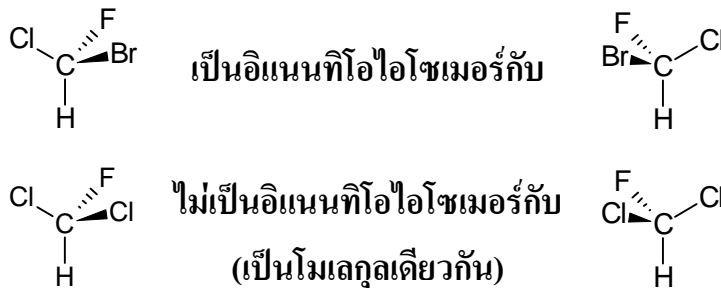 Cl F Br C H
เป็นอิแนนทิโอไอโซเมอร์กับ
F Cl Br C H
Cl F Cl C H
ไม่เป็นอิแนนทิโอไอโซเมอร์กับ
(เป็นโมเลกุลเดียวกัน)
F Cl Cl C H